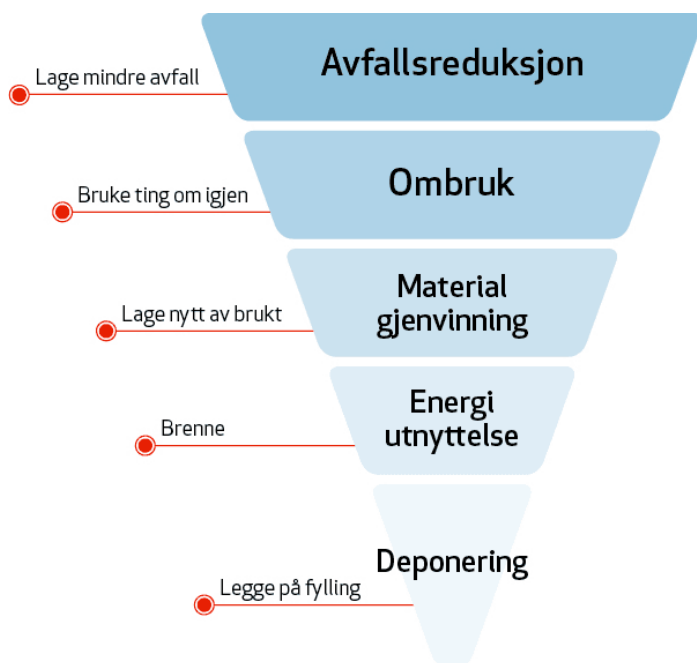 Avfallsreduksjon
Lage mindre avfall
Ombruk
Bruke ting om igjen
Material
gjenvinning
Lage nytt av brukt
Energi
utnyttelse
Brenne
Deponering
Legge på fylling